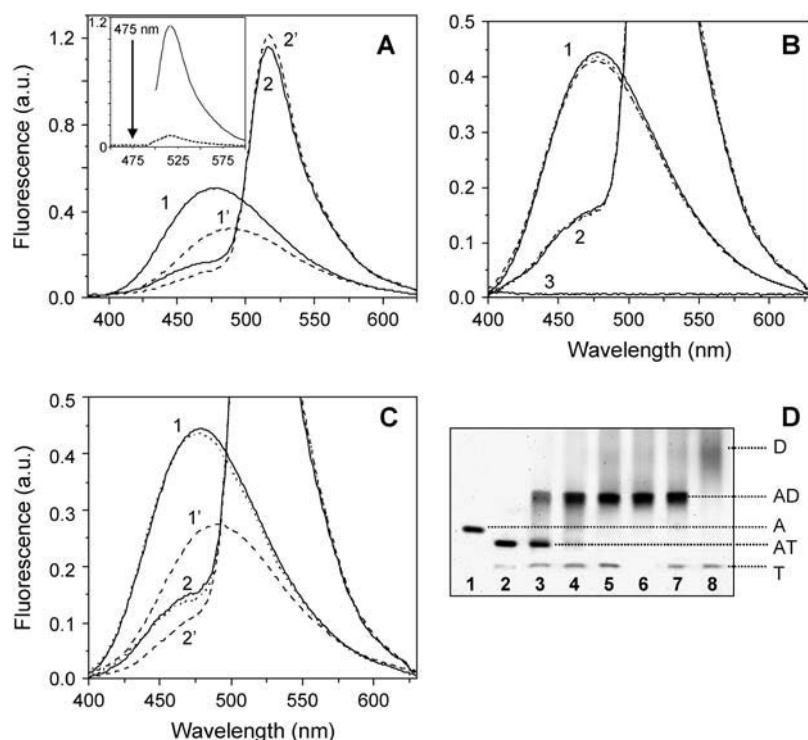 A
Fluorescence (a.u.)
1.2
0.8
0.4
0.0
1.2
475 nm
0
475 525 575
1
1'
2
2'
400 450 500 550 600
B
0.5
0.4
0.3
0.2
0.1
0.0
1
2
3
400 450 500 550 600
Wavelength (nm)
C
Fluorescence (a.u.)
0.5
0.4
0.3
0.2
0.1
0.0
1
1'
2
2'
400 450 500 550 600
Wavelength (nm)
D
D
AD
A
AT
T
1 2 3 4 5 6 7 8